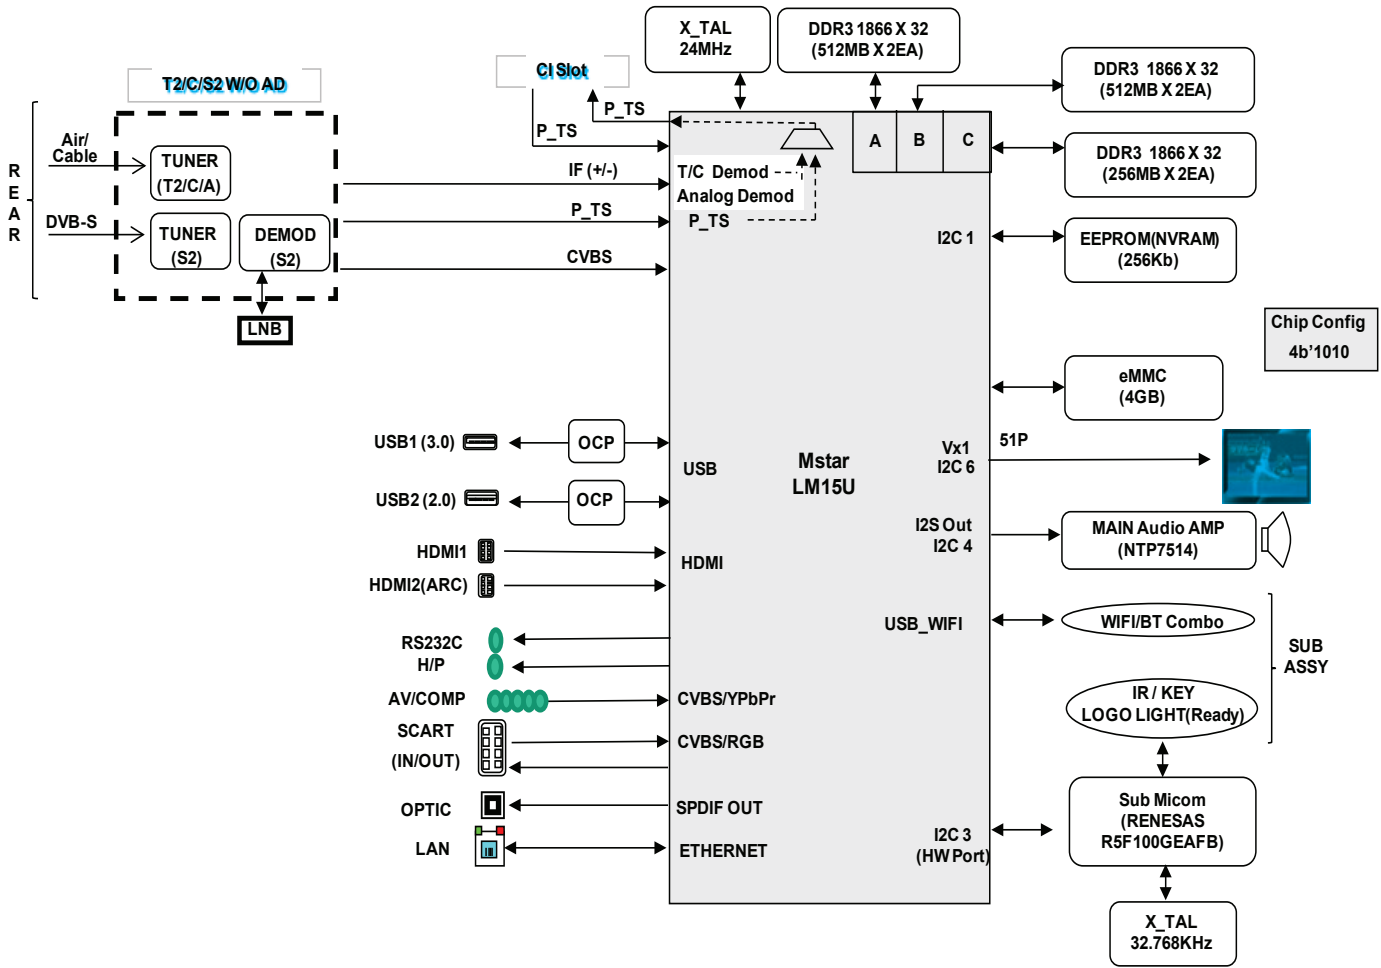 X_TAL
24MHz
DDR3 1866 X 32
(512MB X 2EA)
DDR3 1866 X 32
(512MB X 2EA)
CI Slot
T2/C/S2 W/O AD
P_TS
P_TS
A
B
C
DDR3 1866 X 32
(256MB X 2EA)
REAR
Air/
Cable
TUNER
(T2/C/A)
IF (+/-)
T/C Demod
Analog Demod
P_TS
P_TS
DVB-S
TUNER
(S2)
DEMOD
(S2)
CVBS
LNB
I2C 1
EEPROM(NVRAM)
(256Kb)
Chip Config
4b'1010
eMMC
(4GB)
USB1 (3.0)
OCP
USB
USB2 (2.0)
OCP
Mstar
LM15U
Vx1
I2C 6
51P
HDMI1
HDMI2(ARC)
HDMI
I2S Out
I2C 4
MAIN Audio AMP
(NTP7514)
RS232C
H/P
USB_WIFI
WIFI/BT Combo
SUB
ASSY
AV/COMP
CVBS/YPbPr
IR / KEY
LOGO LIGHT(Ready)
SCART
(IN/OUT)
CVBS/RGB
OPTIC
SPDIF OUT
LAN
ETHERNET
I2C 3
(HW Port)
Sub Micom
(RENESAS
R5F100GEAFB)
X_TAL
32.768KHz